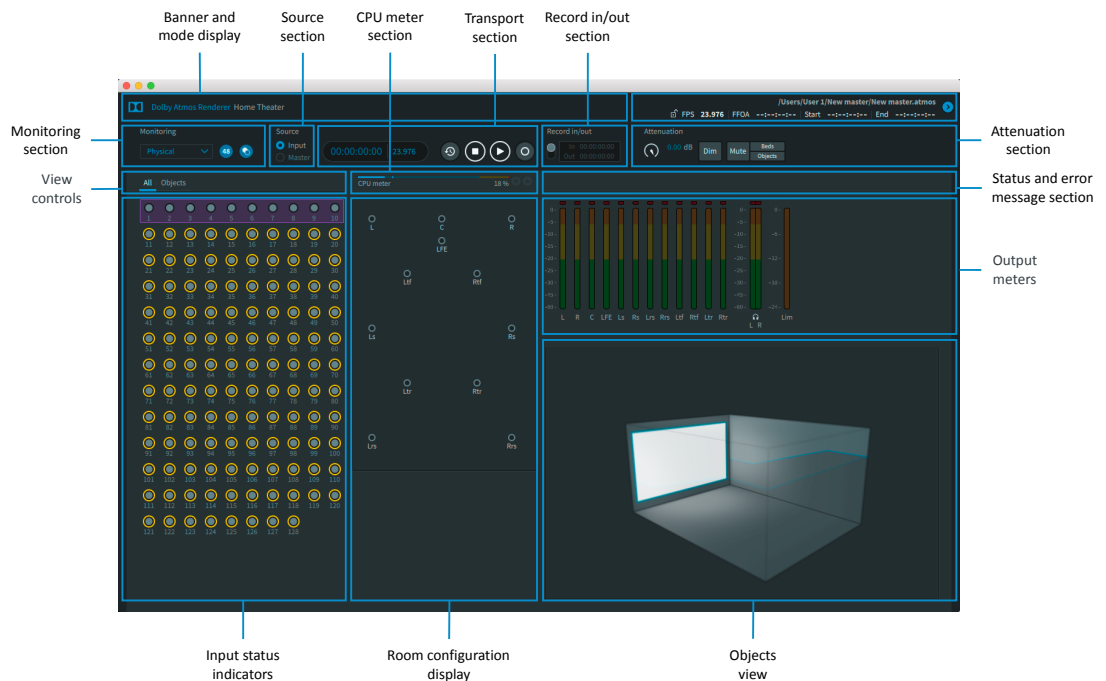 Banner and
mode display
Source
section
CPU meter
section
Transport
section
Record in/out
section
Monitoring
section
View
controls
Attenuation
section
Status and error
message section
Output
meters
Dolby Atmos Renderer Home Theater
/Users/User 1/New master/New master.atmos
FPS 23.976 FFOA --:--:--:-- Start --:--:--:-- End --:--:--:--
Monitoring
Physical
48
Source
Input
Master
00:00:00:00 23.976
Record in/out
In 00:00:00:00
Out 00:00:00:00
Attenuation
0.00 dB Dim Mute Beds
Objects
All Objects
CPU meter 18 %
1 2 3 4 5 6 7 8 9 10
11 12 13 14 15 16 17 18 19 20
21 22 23 24 25 26 27 28 29 30
31 32 33 34 35 36 37 38 39 40
41 42 43 44 45 46 47 48 49 50
51 52 53 54 55 56 57 58 59 60
61 62 63 64 65 66 67 68 69 70
71 72 73 74 75 76 77 78 79 80
81 82 83 84 85 86 87 88 89 90
91 92 93 94 95 96 97 98 99 100
101 102 103 104 105 106 107 108 109 110
111 112 113 114 115 116 117 118 119 120
121 122 123 124 125 126 127 128
L C R
LFE
Ltf Rtf
Ls Rs
Ltr Rtr
Lrs Rrs
L R C LFE Ls Rs Lrs Rrs Ltf Rtf Ltr Rtr
L R
Lim
Input status
indicators
Room configuration
display
Objects
view